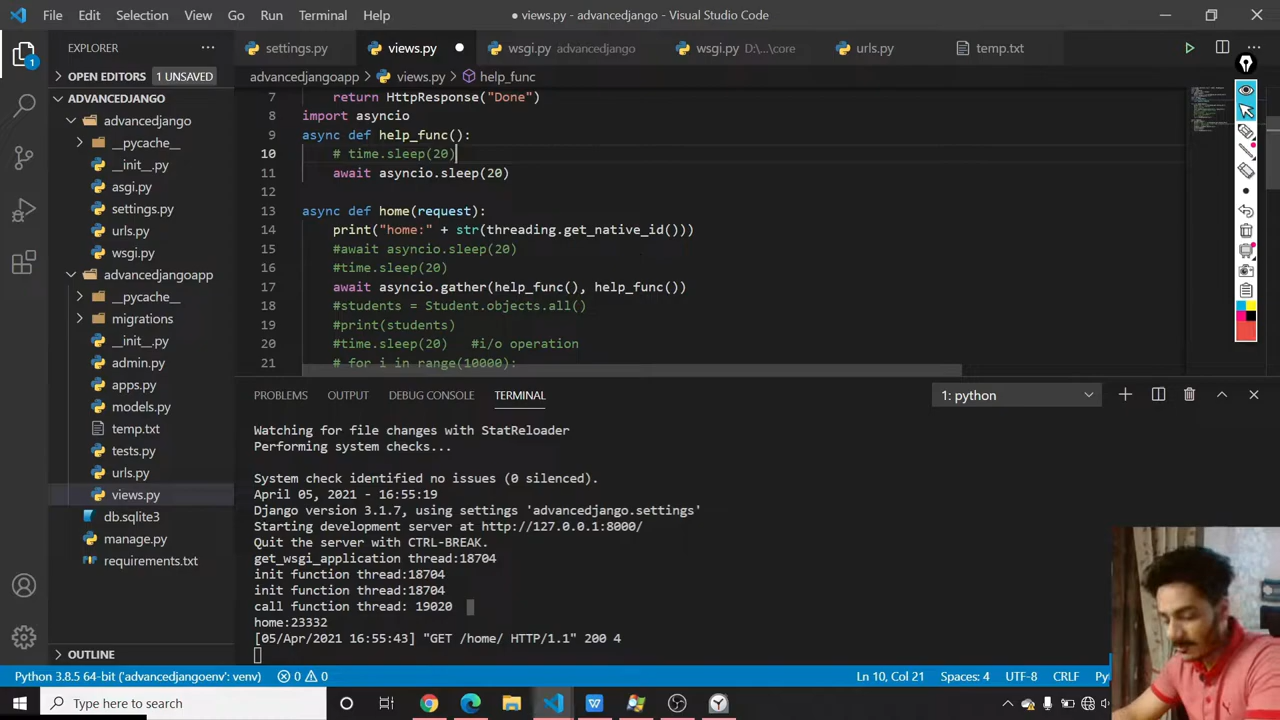 File Edit Selection View Go Run Terminal Help
● views.py - advancedjango - Visual Studio Code
EXPLORER
settings.py
views.py
wsgi.py advancedjango
wsgi.py D:\...\core
urls.py
temp.txt
1
OPEN EDITORS 1 UNSAVED
advancedjangoapp > views.py > help_func
ADVANCEDJANGO
advancedjango
__pycache__
__init__.py
asgi.py
settings.py
urls.py
wsgi.py
advancedjangoapp
__pycache__
migrations
__init__.py
admin.py
apps.py
models.py
temp.txt
tests.py
urls.py
views.py
db.sqlite3
manage.py
requirements.txt
OUTLINE
7 return HttpResponse("Done")
8 import asyncio
9 async def help_func():
10 # time.sleep(20)
11 await asyncio.sleep(20)
12
13 async def home(request):
14 print("home:" + str(threading.get_native_id()))
15 #await asyncio.sleep(20)
16 #time.sleep(20)
17 await asyncio.gather(help_func(), help_func())
18 #students = Student.objects.all()
19 #print(students)
20 #time.sleep(20) #i/o operation
21 # for i in range(10000):
PROBLEMS OUTPUT DEBUG CONSOLE TERMINAL
1: python
Watching for file changes with StatReloader
Performing system checks...
System check identified no issues (0 silenced).
April 05, 2021 - 16:55:19
Django version 3.1.7, using settings 'advancedjango.settings'
Starting development server at http://127.0.0.1:8000/
Quit the server with CTRL-BREAK.
get_wsgi_application thread:18704
init function thread:18704
init function thread:18704
call function thread: 19020
home:23332
[05/Apr/2021 16:55:43] "GET /home/ HTTP/1.1" 200 4
Python 3.8.5 64-bit ('advancedjangoenv': venv) 0 0
Ln 10, Col 21 Spaces: 4 UTF-8 CRLF
Type here to search